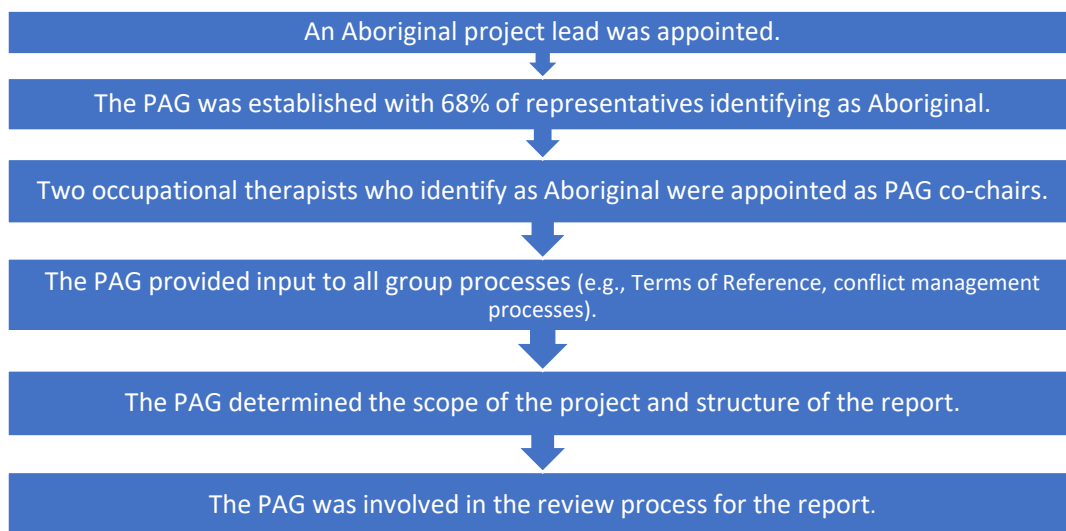 An Aboriginal project lead was appointed.
The PAG was established with 68% of representatives identifying as Aboriginal.
Two occupational therapists who identify as Aboriginal were appointed as PAG co-chairs.
The PAG provided input to all group processes (e.g., Terms of Reference, conflict management
processes).
The PAG determined the scope of the project and structure of the report.
The PAG was involved in the review process for the report.